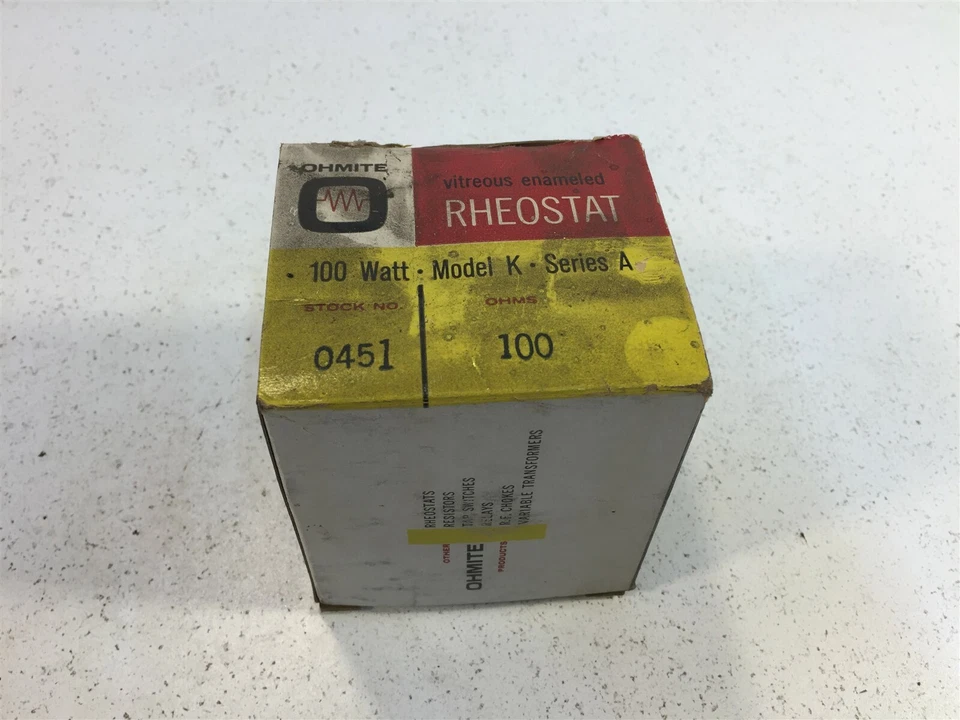 OHMITE
vitreous enameled
RHEOSTAT
· 100 Watt · Model K · Series A
STOCK NO.
OHMS
0451
100
OTHER
OHMITE
PRODUCTS
RHEOSTATS
RESISTORS
TAP SWITCHES
RELAYS
R.F. CHOKES
VARIABLE TRANSFORMERS